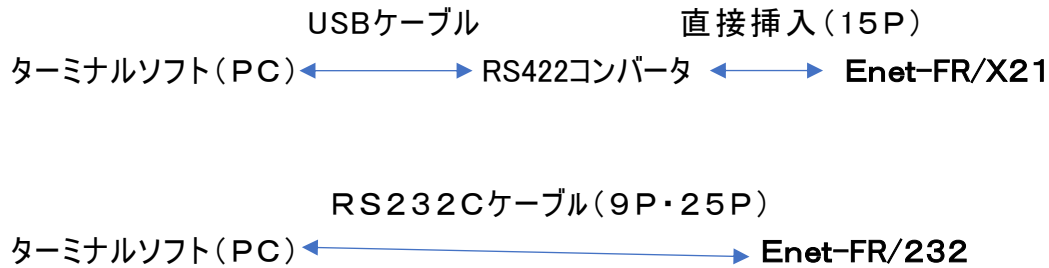 USBケーブル 直接挿入(15P)
ターミナルソフト(PC) RS422コンバータ Enet-FR/X21
RS232Cケーブル(9P・25P)
ターミナルソフト(PC) Enet-FR/232